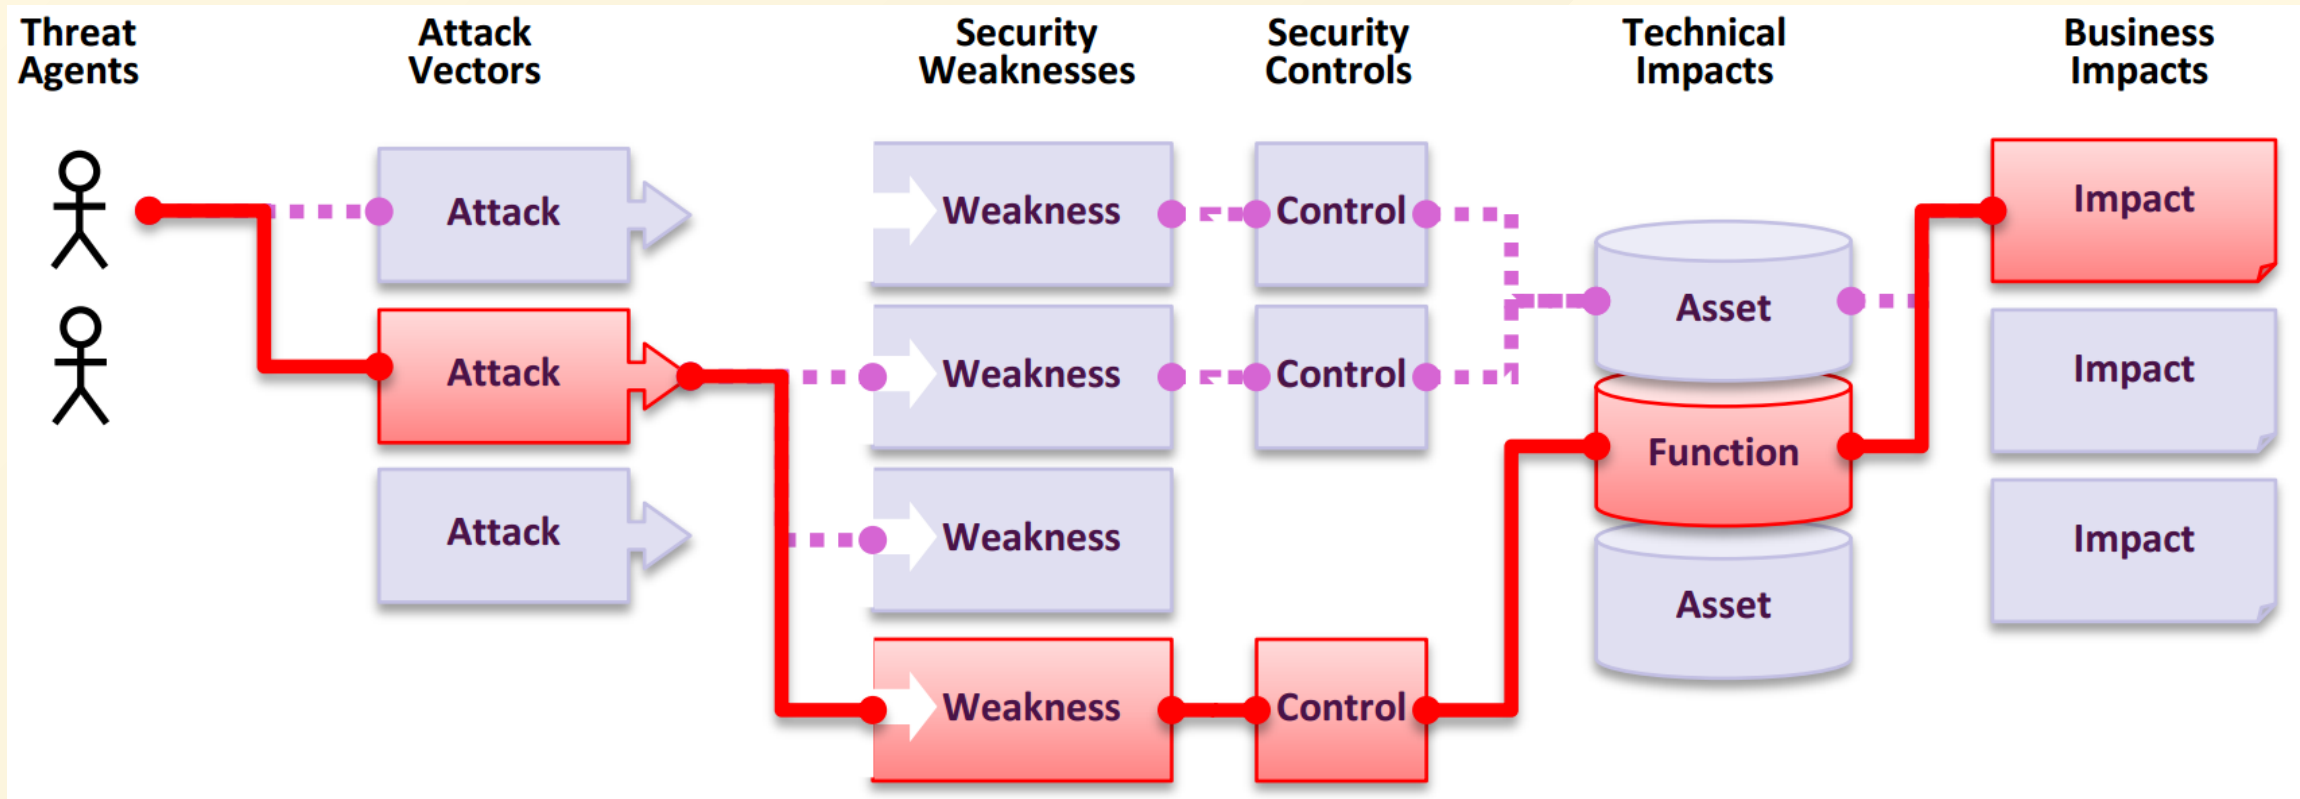 Threat
Agents
Attack
Vectors
Security
Weaknesses
Security
Controls
Technical
Impacts
Business
Impacts
Attack
Weakness
Control
Impact
Asset
Attack
Weakness
Control
Impact
Function
Attack
Weakness
Impact
Asset
Weakness
Control